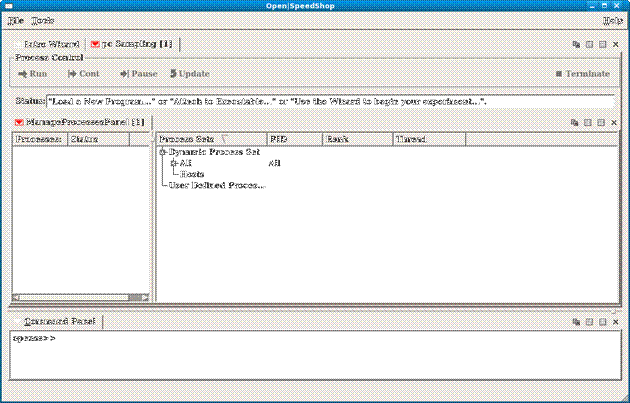 Open|SpeedShop
File Tools Help
Intro Wizard pc Sampling [1]
Process Control
Run Cont Pause Update Terminate
Status: "Load a New Program..." or "Attach to Executable..." or "Use the Wizard to begin your experiment...".
ManageProcessesPanel [1]
Processes: Status Process Sets PID Rank Thread
Dynamic Process Set
All All
Hosts
User Defined Proces...
Command Panel
openss>>